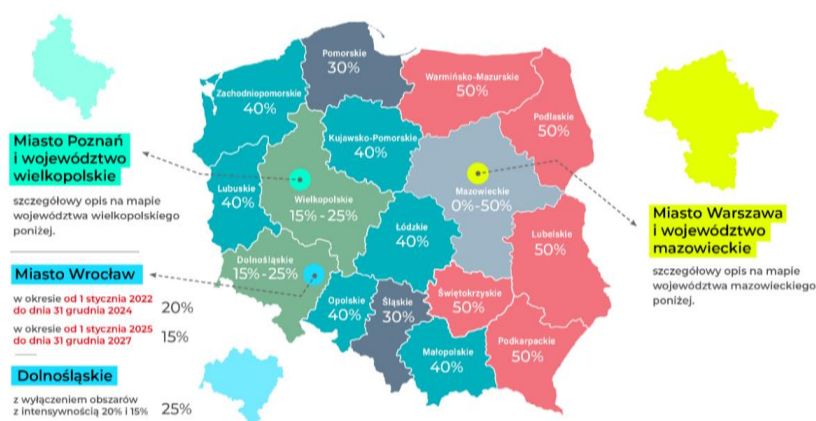 Miasto Poznań
i województwo
wielkopolskie
szczegółowy opis na mapie
województwa wielkopolskiego
poniżej.
Miasto Wrocław
w okresie od 1 stycznia 2022
do dnia 31 grudnia 2024
20%
w okresie od 1 stycznia 2025
do dnia 31 grudnia 2027
15%
Dolnośląskie
z wyłączeniem obszarów
z intensywnością 20% i 15%
25%
Pomorskie
30%
Zachodniopomorskie
40%
Warmińsko-Mazurskie
50%
Podlaskie
50%
Kujawsko-Pomorskie
40%
Lubuskie
40%
Wielkopolskie
15% - 25%
Mazowieckie
0%-50%
Łódzkie
40%
Lubelskie
50%
Dolnośląskie
15% - 25%
Opolskie
40%
Śląskie
30%
Świętokrzyskie
50%
Małopolskie
40%
Podkarpackie
50%
Miasto Warszawa
i województwo
mazowieckie
szczegółowy opis na mapie
województwa mazowieckiego
poniżej.